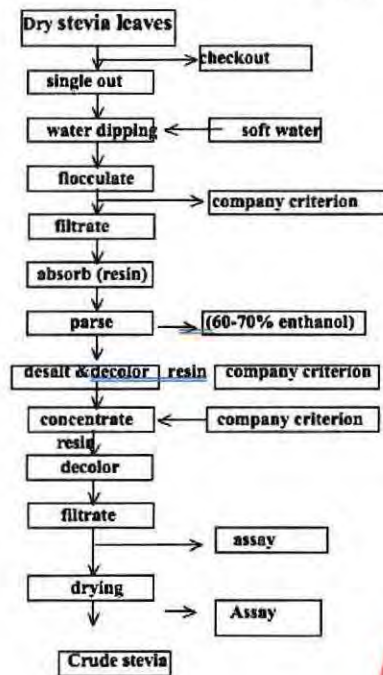 Dry stevia leaves
checkout
single out
water dipping
soft water
flocculate
company criterion
filtrate
absorb (resin)
parse
(60-70% enthanol)
desalt &decolor resin
company criterion
concentrate
company criterion
resin
decolor
filtrate
assay
drying
Assay
Crude stevia